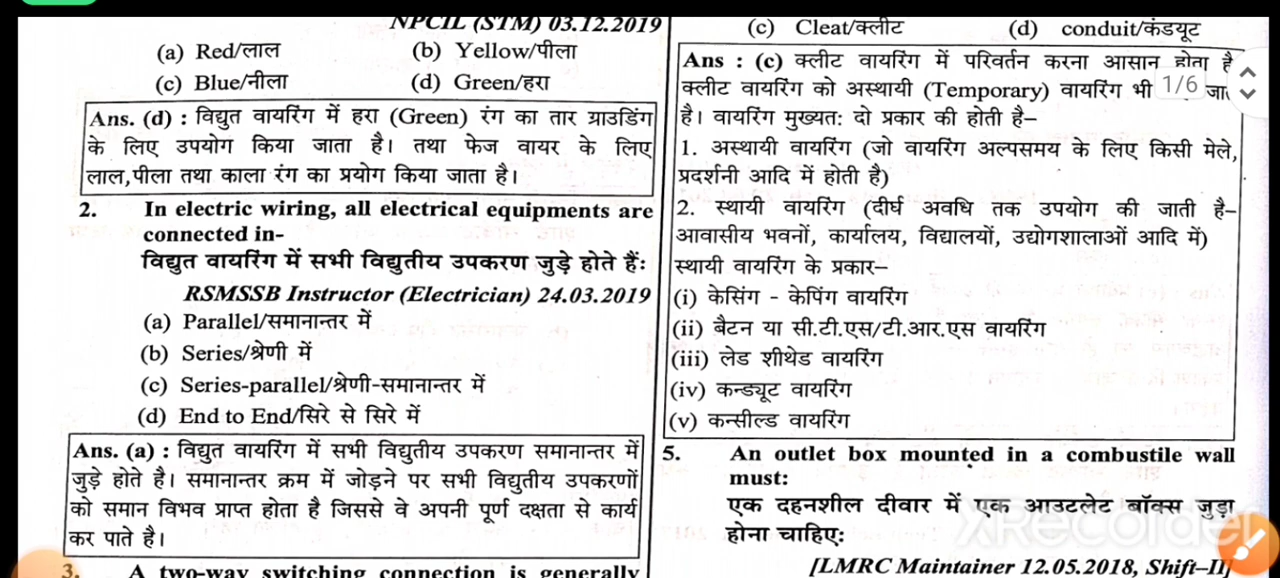 NPCIL (STM) 03.12.2019
(a) Red/लाल (b) Yellow/पीला
(c) Blue/नीला (d) Green/हरा
Ans. (d) : विद्युत वायरिंग में हरा (Green) रंग का तार ग्राउडिंग
के लिए उपयोग किया जाता है। तथा फेज वायर के लिए
लाल,पीला तथा काला रंग का प्रयोग किया जाता है।
2. In electric wiring, all electrical equipments are
connected in-
विद्युत वायरिंग में सभी विद्युतीय उपकरण जुड़े होते हैं:
RSMSSB Instructor (Electrician) 24.03.2019
(a) Parallel/समानान्तर में
(b) Series/श्रेणी में
(c) Series-parallel/श्रेणी-समानान्तर में
(d) End to End/सिरे से सिरे में
Ans. (a) : विद्युत वायरिंग में सभी विद्युतीय उपकरण समानान्तर में
जुड़े होते है। समानान्तर क्रम में जोड़ने पर सभी विद्युतीय उपकरणों
को समान विभव प्राप्त होता है जिससे वे अपनी पूर्ण दक्षता से कार्य
कर पाते है।
3. A two-way switching connection is generally
(c) Cleat/क्लीट (d) conduit/कंडयूट
Ans : (c) क्लीट वायरिंग में परिवर्तन करना आसान होता है
क्लीट वायरिंग को अस्थायी (Temporary) वायरिंग भी
1/6
है। वायरिंग मुख्यत: दो प्रकार की होती है–
1. अस्थायी वायरिंग (जो वायरिंग अल्पसमय के लिए किसी मेले,
प्रदर्शनी आदि में होती है)
2. स्थायी वायरिंग (दीर्घ अवधि तक उपयोग की जाती है–
आवासीय भवनों, कार्यालय, विद्यालयों, उद्योगशालाओं आदि में)
स्थायी वायरिंग के प्रकार–
(i) केसिंग - केपिंग वायरिंग
(ii) बैटन या सी.टी.एस/टी.आर.एस वायरिंग
(iii) लेड शीथेड वायरिंग
(iv) कन्ड्यूट वायरिंग
(v) कन्सील्ड वायरिंग
5. An outlet box mounted in a combustile wall
must:
एक दहनशील दीवार में एक आउटलेट बॉक्स जुड़ा
होना चाहिए:
XRecorder
[LMRC Maintainer 12.05.2018, Shift–II]